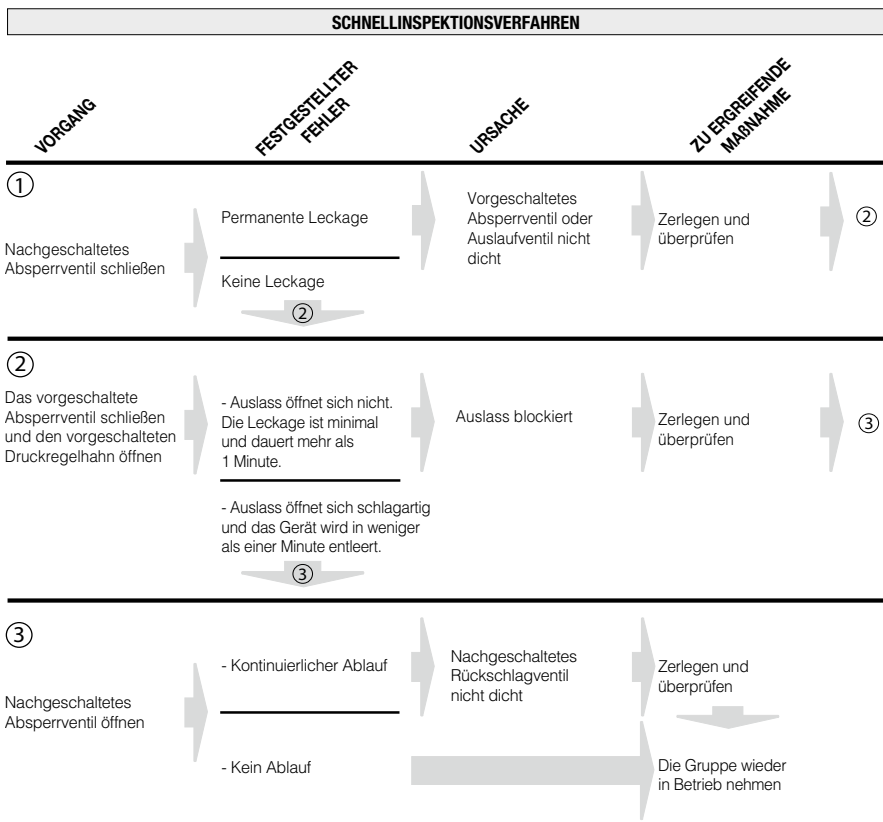 SCHNELLINSPEKTIONSVERFAHREN
VORGANG
FESTGESTELLTER
FEHLER
URSACHE
ZU ERGREIFENDE
MAßNAHME
1
Nachgeschaltetes
Absperrventil schließen
Permanente Leckage
Keine Leckage
2
Vorgeschaltetes
Absperrventil oder
Auslaufventil nicht
dicht
Zerlegen und
überprüfen
2
2
Das vorgeschaltete
Absperrventil schließen
und den vorgeschalteten
Druckregelhahn öffnen
- Auslass öffnet sich nicht.
Die Leckage ist minimal
und dauert mehr als
1 Minute.
- Auslass öffnet sich schlagartig
und das Gerät wird in weniger
als einer Minute entleert.
3
Auslass blockiert
Zerlegen und
überprüfen
3
3
Nachgeschaltetes
Absperrventil öffnen
- Kontinuierlicher Ablauf
Nachgeschaltetes
Rückschlagventil
nicht dicht
Zerlegen und
überprüfen
- Kein Ablauf
Die Gruppe wieder
in Betrieb nehmen